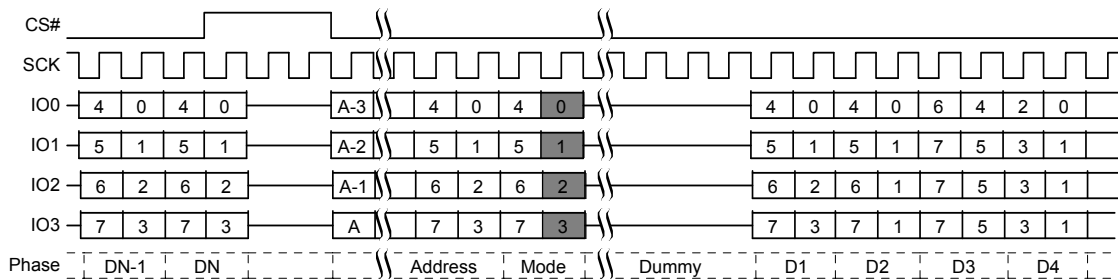 CS#
SCK
IO0 4 0 4 0 A-3 4 0 4 0 4 0 4 0 6 4 2 0
IO1 5 1 5 1 A-2 5 1 5 1 5 1 5 1 7 5 3 1
IO2 6 2 6 2 A-1 6 2 6 2 6 2 6 1 7 5 3 1
IO3 7 3 7 3 A 7 3 7 3 7 3 7 1 7 5 3 1
Phase DN-1 DN Address Mode Dummy D1 D2 D3 D4